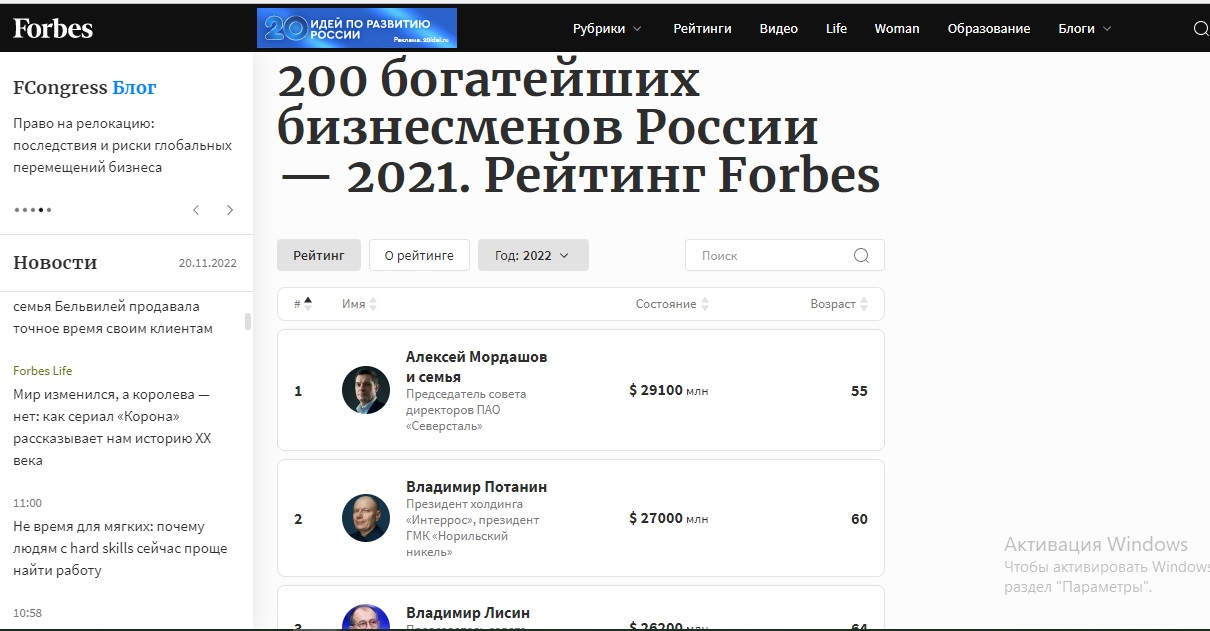 Forbes
20 ИДЕЙ ПО РАЗВИТИЮ
РОССИИ
Реклама. 20idei.ru
Рубрики
Рейтинги
Видео
Life
Woman
Образование
Блоги
FCongress Блог
Право на релокацию:
последствия и риски глобальных
перемещений бизнеса
Новости
20.11.2022
семья Бельвилей продавала
точное время своим клиентам
Forbes Life
Мир изменился, а королева —
нет: как сериал «Корона»
рассказывает нам историю XX
века
11:00
Не время для мягких: почему
людям с hard skills сейчас проще
найти работу
10:58
200 богатейших
бизнесменов России
— 2021. Рейтинг Forbes
Рейтинг
О рейтинге
Год: 2022
Поиск
#
Имя
Состояние
Возраст
1
Алексей Мордашов
и семья
Председатель совета
директоров ПАО
«Северсталь»
$ 29100 млн
55
2
Владимир Потанин
Президент холдинга
«Интеррос», президент
ГМК «Норильский
никель»
$ 27000 млн
60
3
Владимир Лисин
Председатель совета
$ 26200 млн
64
Активация Windows
Чтобы активировать Windows
раздел "Параметры".